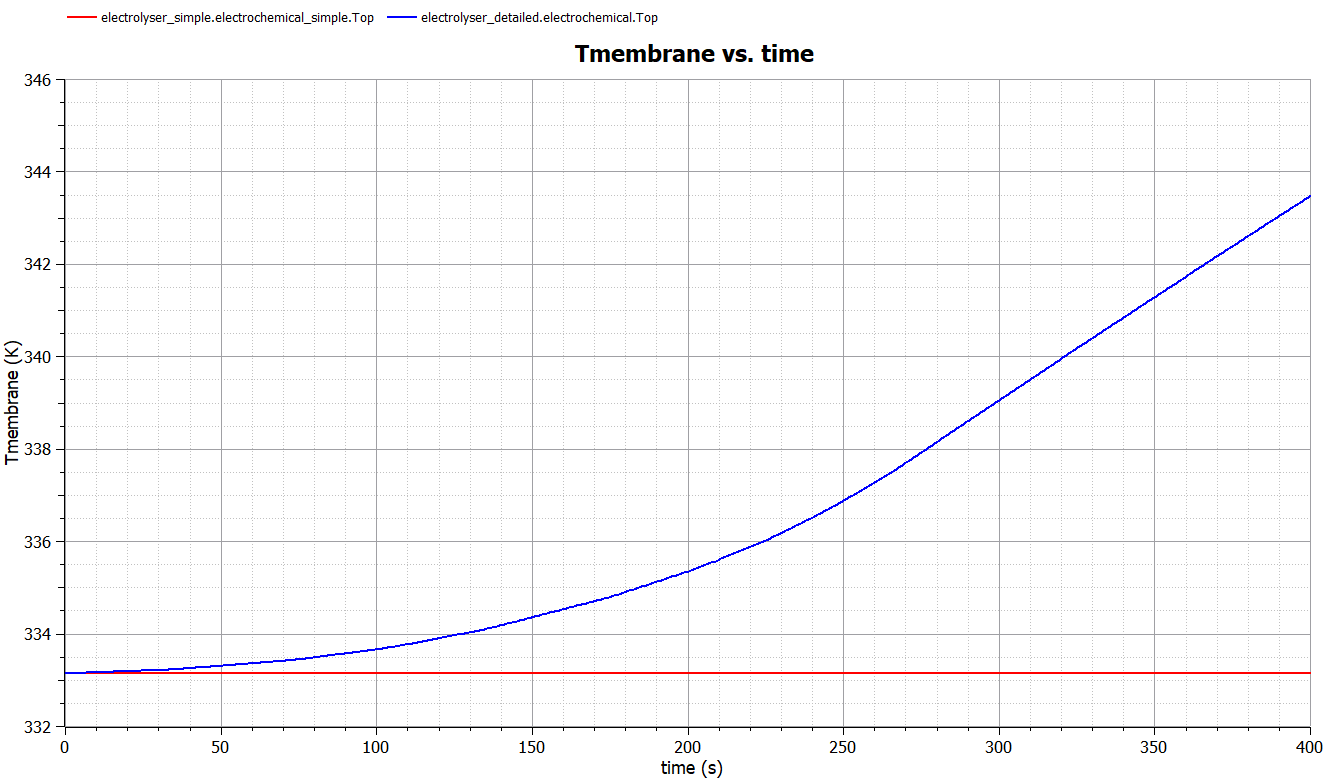 electrolyser_simple.electrochemical_simple.Top electrolyser_detailed.electrochemical.Top
Tmembrane vs. time
346
344
342
340
338
336
334
332
Tmembrane (K)
0 50 100 150 200 250 300 350 400
time (s)